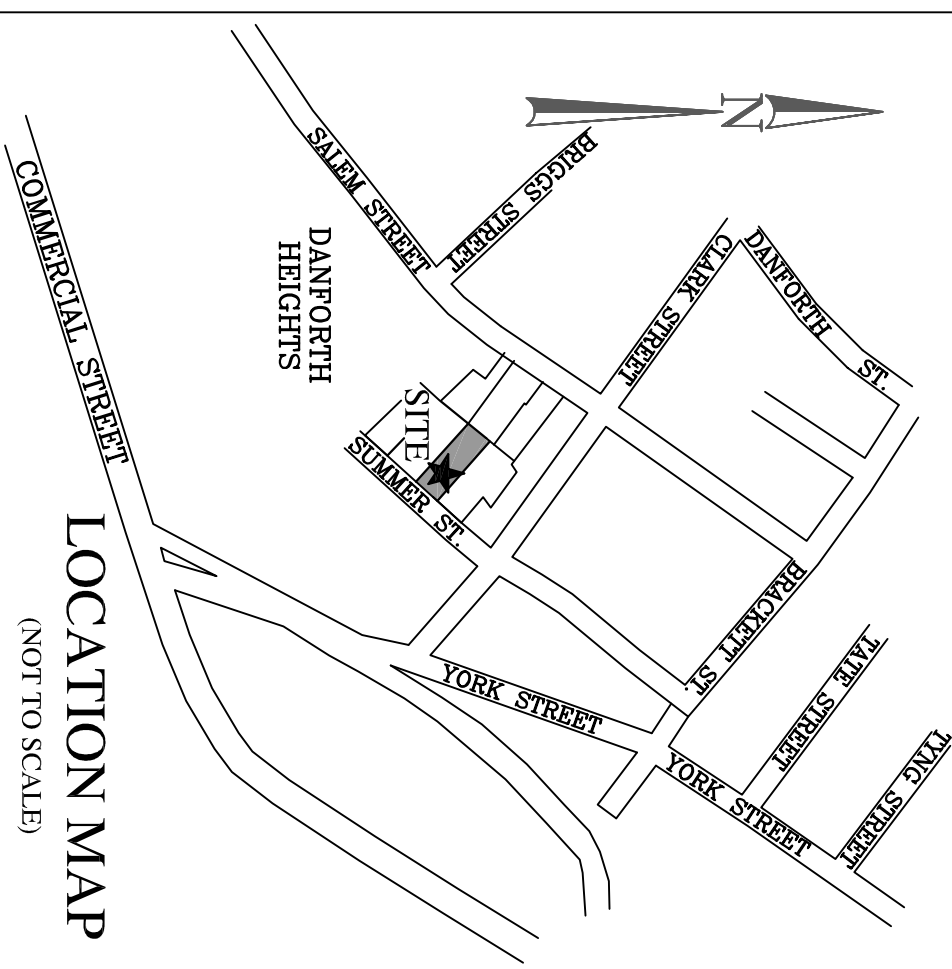 N
BRIGGS STREET
SALEM STREET
DANFORTH
HEIGHTS
COMMERCIAL STREET
DANFORTH
ST.
CLARK STREET
SITE
SUMMER ST.
BRACKETT ST.
YORK STREET
TATE STREET
YORK STREET
TYNG STREET
LOCATION MAP
(NOT TO SCALE)